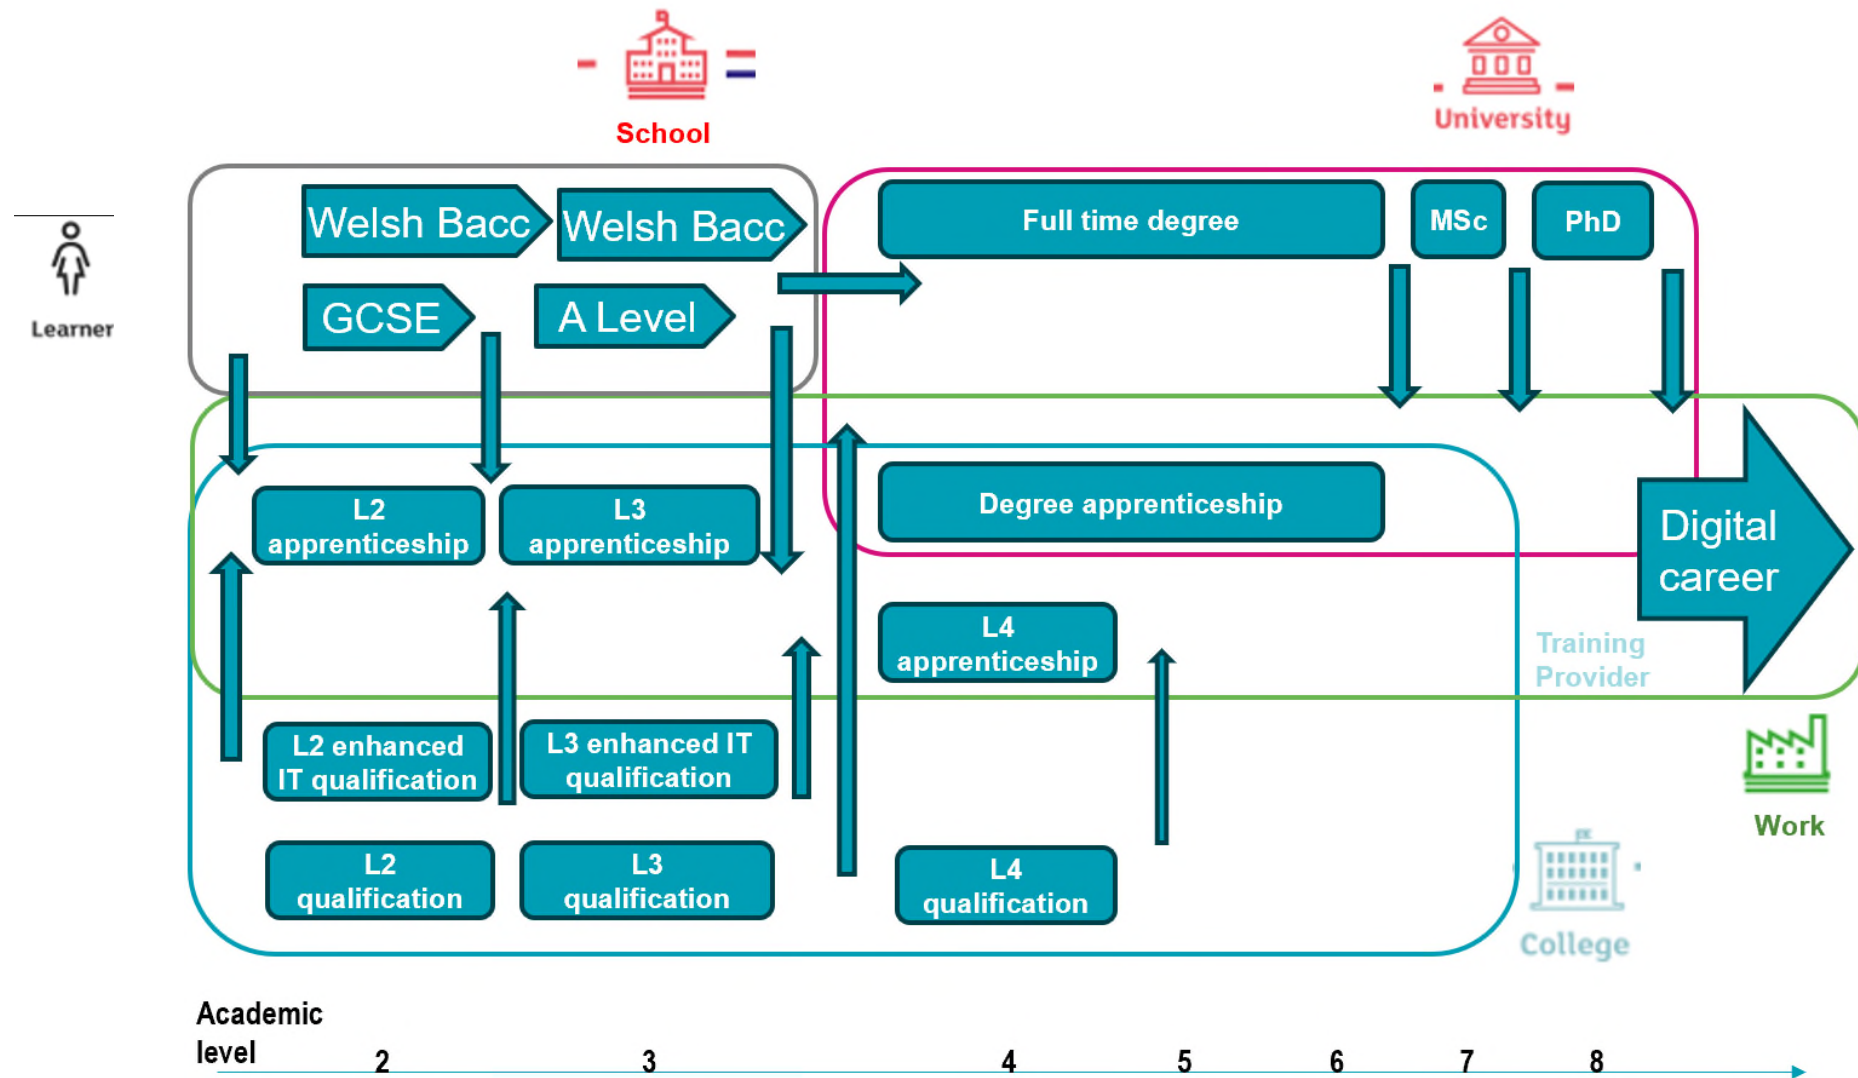 School
University
Learner
Welsh Bacc
Welsh Bacc
Full time degree
MSc
PhD
GCSE
A Level
L2
apprenticeship
L3
apprenticeship
Degree apprenticeship
Digital
career
L4
apprenticeship
Training
Provider
L2 enhanced
IT qualification
L3 enhanced IT
qualification
Work
L2
qualification
L3
qualification
L4
qualification
College
Academic
level
2
3
4
5
6
7
8